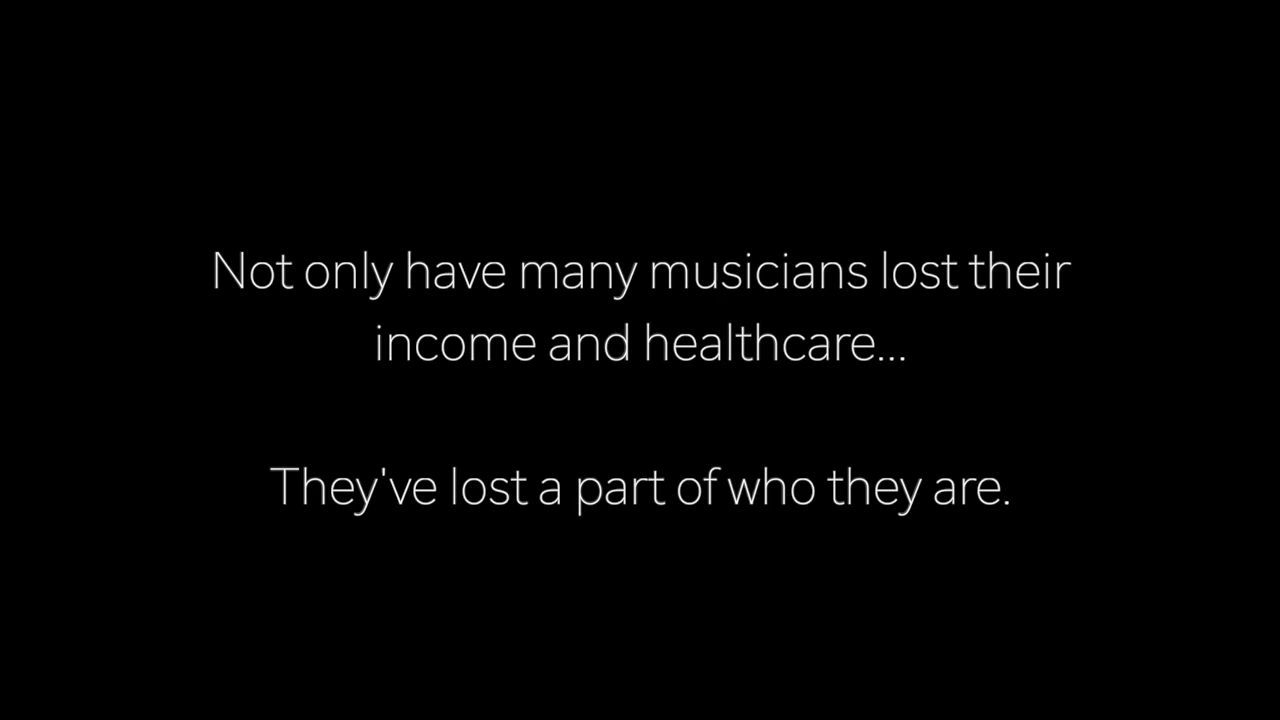 Not only have many musicians lost their
income and healthcare...
They've lost a part of who they are.